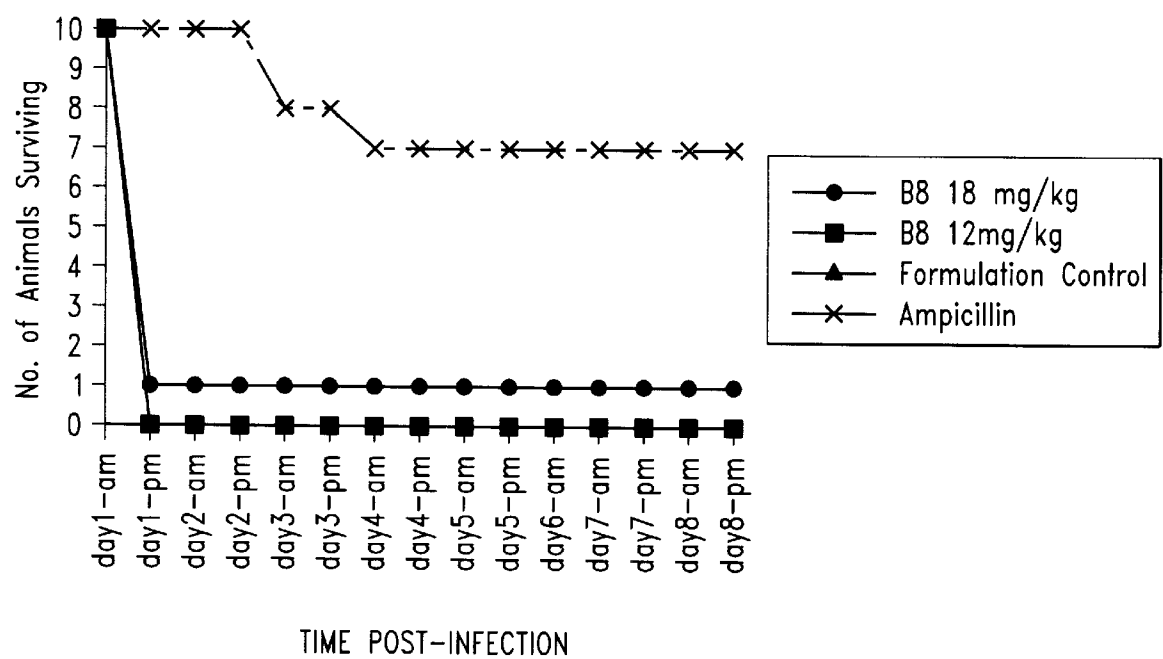 No. of Animals Surviving
10
9
8
7
6
5
4
3
2
1
0
day1-am
day1-pm
day2-am
day2-pm
day3-am
day3-pm
day4-am
day4-pm
day5-am
day5-pm
day6-am
day7-am
day7-pm
day8-am
day8-pm
TIME POST-INFECTION
B8 18 mg/kg
B8 12mg/kg
Formulation Control
Ampicillin